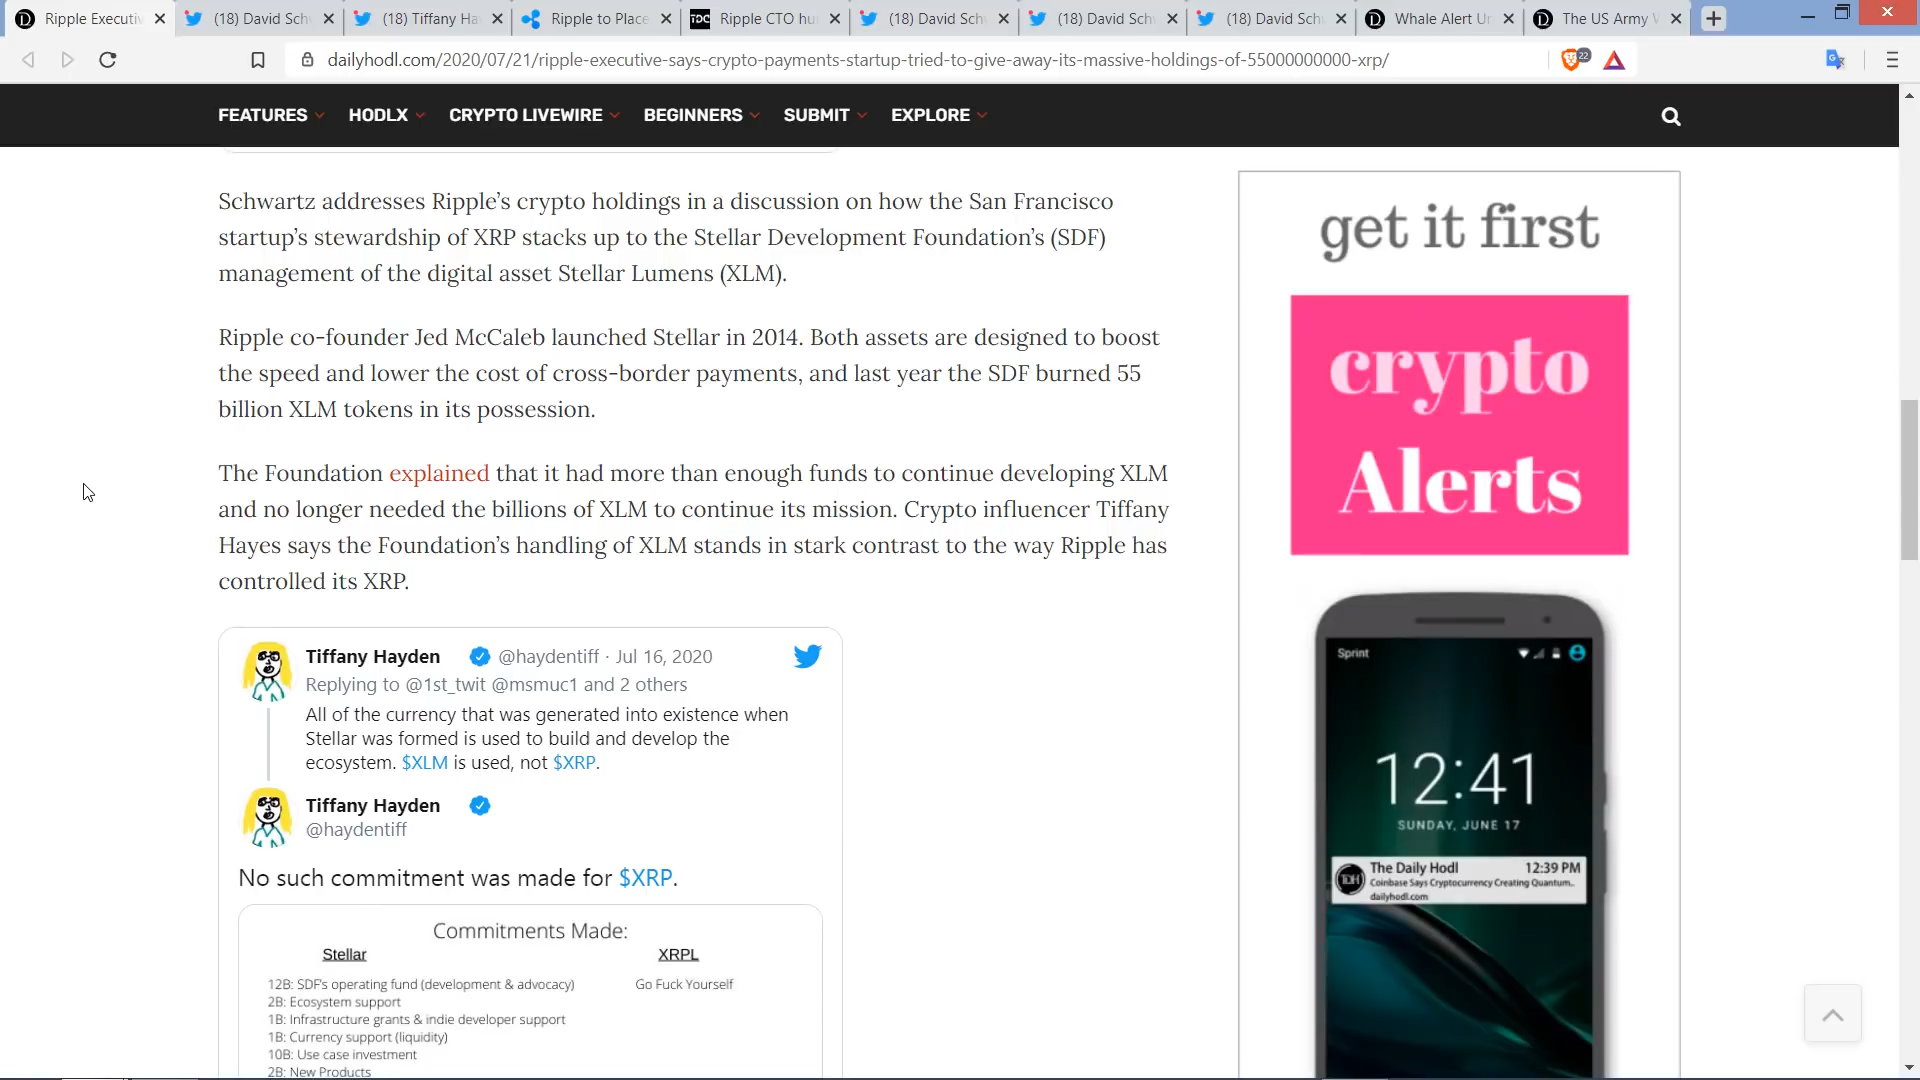 Ripple Executiv
(18) David Sch
(18) Tiffany Ha
Ripple to Place
TDC
Ripple CTO hu
(18) David Sch
(18) David Sch
(18) David Sch
Whale Alert U
The US Army
dailyhodl.com/2020/07/21/ripple-executive-says-crypto-payments-startup-tried-to-give-away-its-massive-holdings-of-55000000000-xrp/
22
FEATURES
HODLX
CRYPTO LIVEWIRE
BEGINNERS
SUBMIT
EXPLORE
Schwartz addresses Ripple’s crypto holdings in a discussion on how the San Francisco
startup’s stewardship of XRP stacks up to the Stellar Development Foundation’s (SDF)
management of the digital asset Stellar Lumens (XLM).
Ripple co-founder Jed McCaleb launched Stellar in 2014. Both assets are designed to boost
the speed and lower the cost of cross-border payments, and last year the SDF burned 55
billion XLM tokens in its possession.
The Foundation explained that it had more than enough funds to continue developing XLM
and no longer needed the billions of XLM to continue its mission. Crypto influencer Tiffany
Hayes says the Foundation’s handling of XLM stands in stark contrast to the way Ripple has
controlled its XRP.
Tiffany Hayden @haydentiff · Jul 16, 2020
Replying to @1st_twit @msmuc1 and 2 others
All of the currency that was generated into existence when
Stellar was formed is used to build and develop the
ecosystem. $XLM is used, not $XRP.
Tiffany Hayden
@haydentiff
No such commitment was made for $XRP.
Commitments Made:
Stellar
XRPL
12B: SDF's operating fund (development & advocacy)
Go Fuck Yourself
2B: Ecosystem support
1B: Infrastructure grants & indie developer support
1B: Currency support (liquidity)
10B: Use case investment
2B: New Products
get it first
crypto
Alerts
Sprint
12:41
SUNDAY, JUNE 17
TDH
The Daily Hodl
12:39 PM
Coinbase Says Cryptocurrency Creating Quantum..
dailyhodl.com